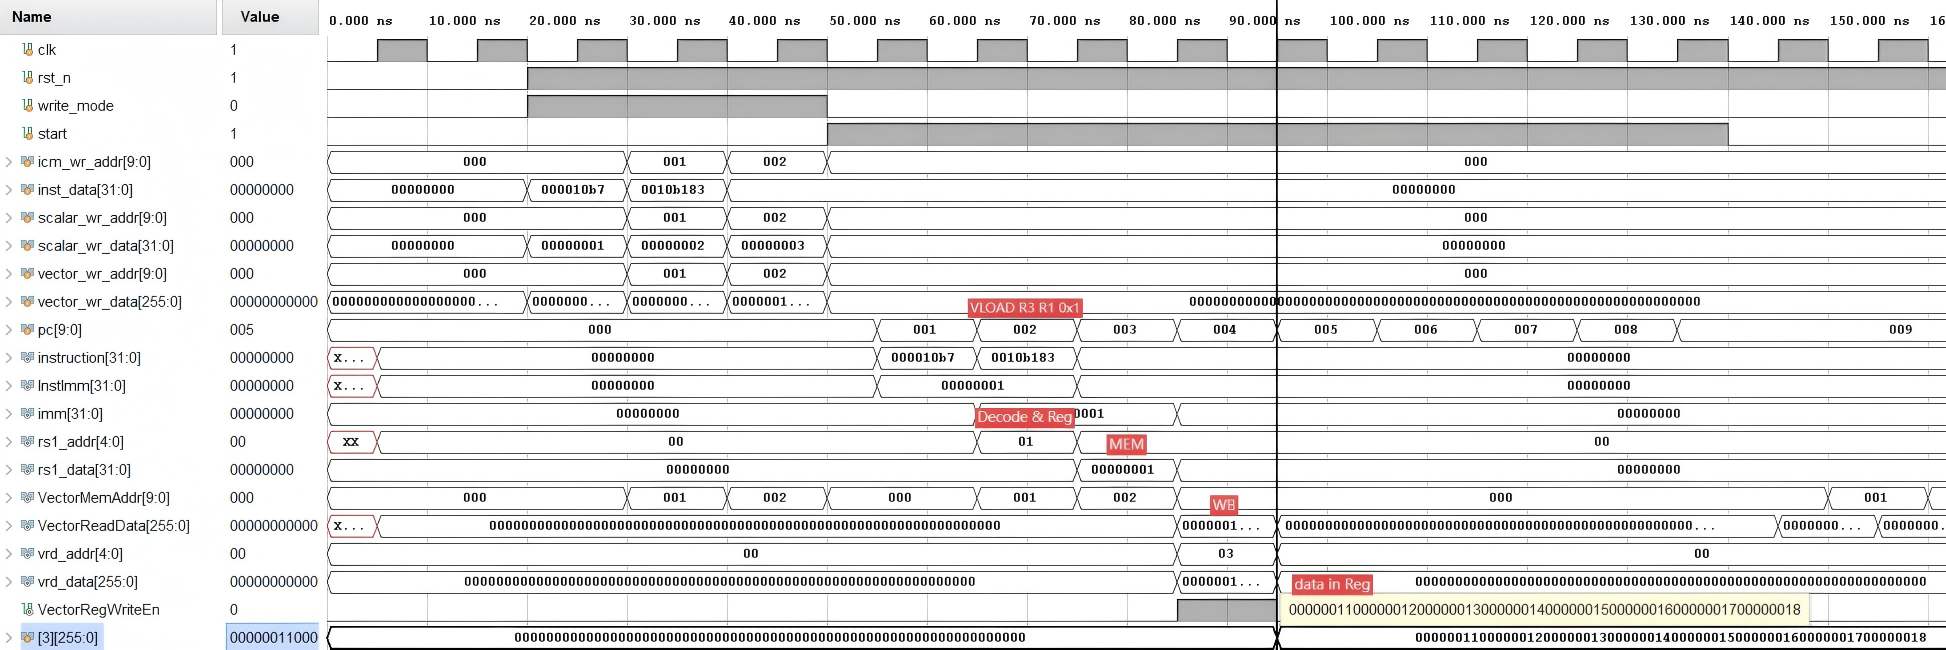 Name Value 0.000 ns 10.000 ns 20.000 ns 30.000 ns 40.000 ns 50.000 ns 60.000 ns 70.000 ns 80.000 ns 90.000 ns 100.000 ns 110.000 ns 120.000 ns 130.000 ns 140.000 ns 150.000 ns 16
clk 1
rst_n 1
write_mode 0
start 1
icm_wr_addr[9:0] 000 000 001 002 000
inst_data[31:0] 00000000 00000000 000010b7 0010b183 00000000
scalar_wr_addr[9:0] 000 000 001 002 000
scalar_wr_data[31:0] 00000000 00000000 00000001 00000002 00000003 00000000
vector_wr_addr[9:0] 000 000 001 002 000
vector_wr_data[255:0] 00000000000 00000000000000000... 0000000... 0000000... 0000001... 0000000000000000000000000000000000000000000000000000000000000000
VLOAD R3 R1 0x1
pc[9:0] 005 000 001 002 003 004 005 006 007 008 009
instruction[31:0] 00000000 X... 00000000 000010b7 0010b183 00000000
InstImm[31:0] 00000000 X... 00000000 00000001 00000000
imm[31:0] 00000000 00000000 Decode & Reg 0001 00000000
rs1_addr[4:0] 00 XX 00 01 MEM 00
rs1_data[31:0] 00000000 00000000 00000001 00000000
VectorMemAddr[9:0] 000 000 001 002 000 001 002 WB 000 001
VectorReadData[255:0] 00000000000 X... 0000000000000000000000000000000000000000000000000000000000000000 0000001... 000000000000000000000000000000000000000000000000000... 0000000... 0000000.
vrd_addr[4:0] 00 00 03 00
vrd_data[255:0] 00000000000 0000000000000000000000000000000000000000000000000000000000000000 0000001... data in Reg 0000000000000000000000000000000000000000000000000000000000000000
VectorRegWriteEn 0 0000001100000012000000130000001400000015000000160000001700000018
[3][255:0] 00000011000 0000000000000000000000000000000000000000000000000000000000000000 0000001100000012000000130000001400000015000000160000001700000018